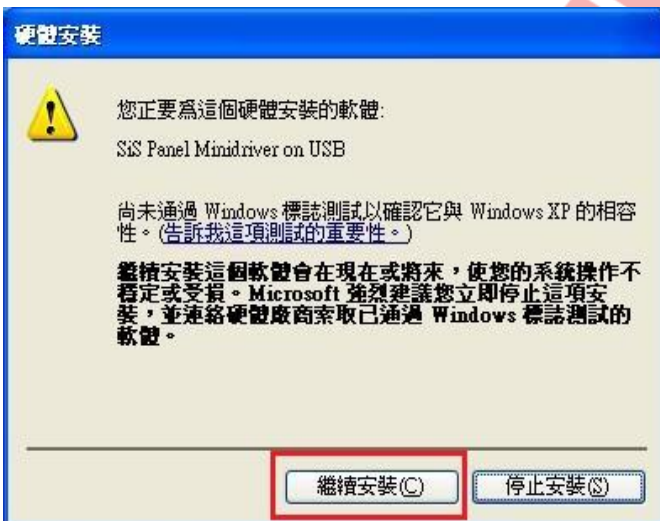 硬體安裝
您正要為這個硬體安裝的軟體:
SiS Panel Minidriver on USB
尚未通過 Windows 標誌測試以確認它與 Windows XP 的相容
性。(告訴我這項測試的重要性。)
繼續安裝這個軟體會在現在或將來，使您的系統操作不
穩定或受損。Microsoft 強烈建議您立即停止這項安
裝，並連絡硬體廠商索取已通過 Windows 標誌測試的
軟體。
繼續安裝(C)
停止安裝(S)